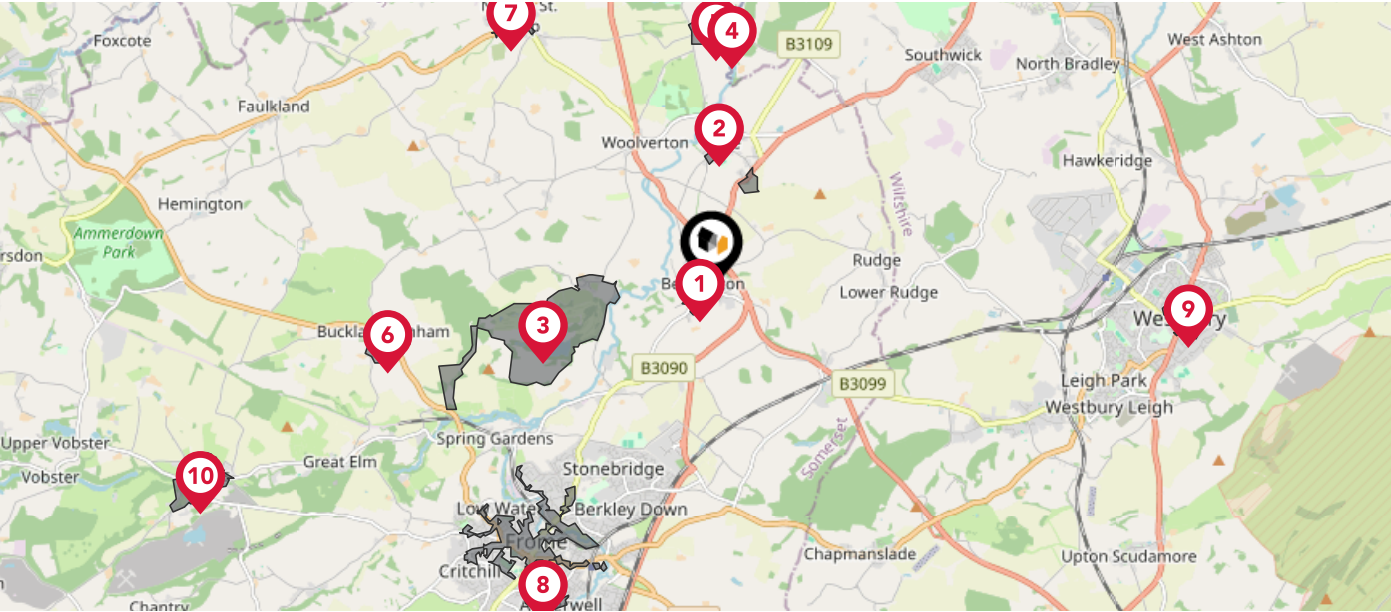 7
St.
4
Foxcote
B3109
West Ashton
Southwick
North Bradley
Faulkland
2
Woolverton
Hawkeridge
Hemington
Wiltshire
Ammerdown
Park
Rudge
1
Lower Rudge
9
3
6
B3090
B3099
Leigh Park
Westbury Leigh
Spring Gardens
Upper Vobster
Great Elm
Stonebridge
Vobster
10
Somerset
Berkley Down
Frome
Chapmanslade
Upton Scudamore
Critchill
8
Chantry